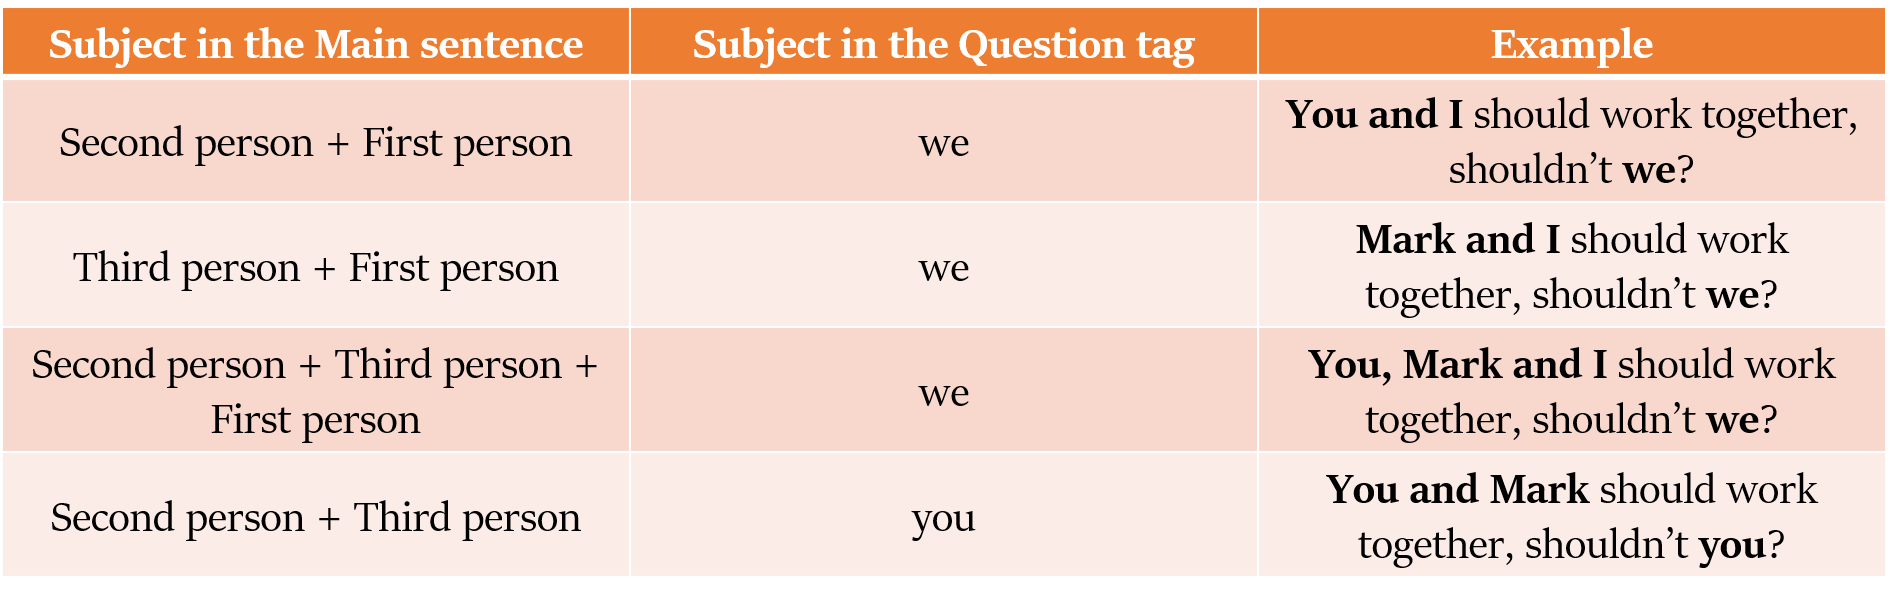 Subject in the Main sentence
Subject in the Question tag
Example
Second person + First person
we
You and I should work together,
shouldn’t we?
Third person + First person
we
Mark and I should work
together, shouldn’t we?
Second person + Third person +
First person
we
You, Mark and I should work
together, shouldn’t we?
Second person + Third person
you
You and Mark should work
together, shouldn’t you?